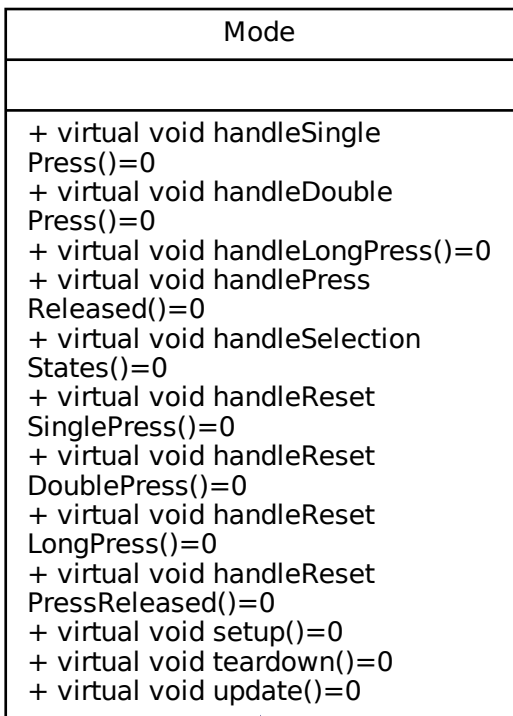 Mode
+ virtual void handleSingle
Press()=0
+ virtual void handleDouble
Press()=0
+ virtual void handleLongPress()=0
+ virtual void handlePress
Released()=0
+ virtual void handleSelection
States()=0
+ virtual void handleReset
SinglePress()=0
+ virtual void handleReset
DoublePress()=0
+ virtual void handleReset
LongPress()=0
+ virtual void handleReset
PressReleased()=0
+ virtual void setup()=0
+ virtual void teardown()=0
+ virtual void update()=0